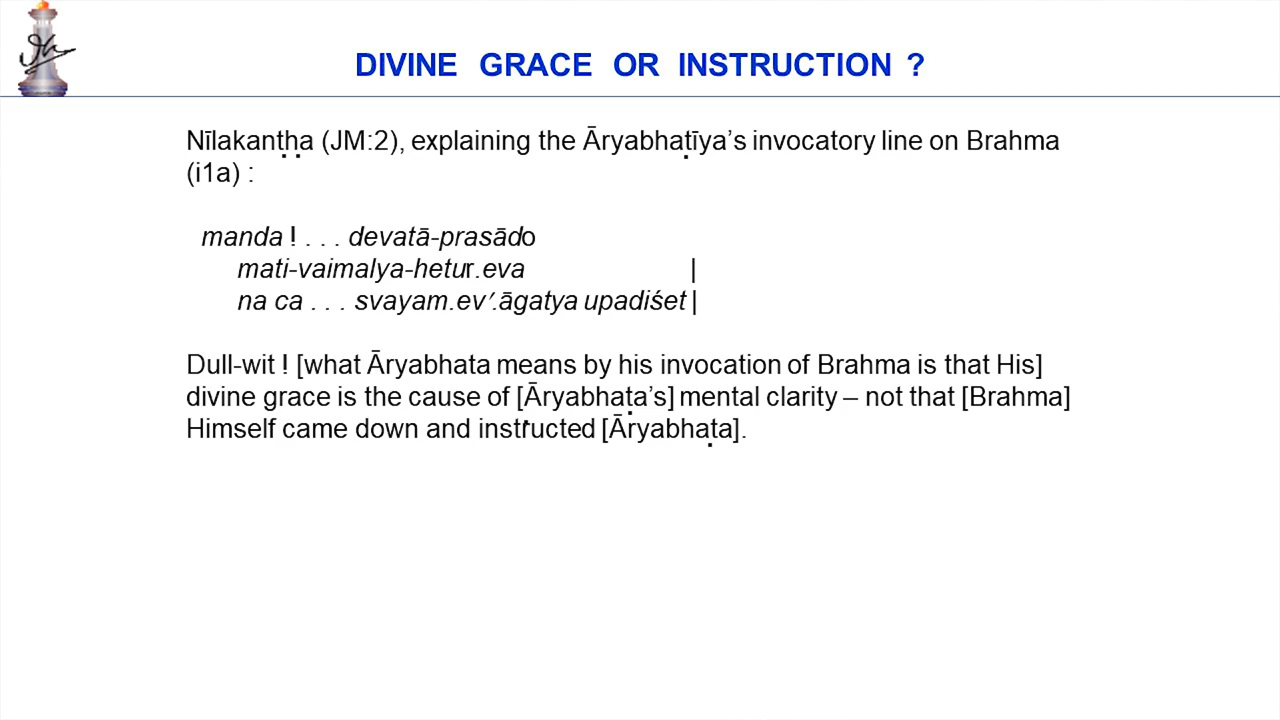 DIVINE GRACE OR INSTRUCTION ?
Nīlakaṇṭha (JM:2), explaining the Āryabhaṭīya’s invocatory line on Brahma
(i1a) :
manda ! . . . devatā-prasādo
mati-vaimalya-hetur.eva |
na ca . . . svayam.ev′.āgatya upadiśet |
Dull-wit ! [what Āryabhata means by his invocation of Brahma is that His]
divine grace is the cause of [Āryabhaṭa’s] mental clarity – not that [Brahma]
Himself came down and instructed [Āryabhaṭa].